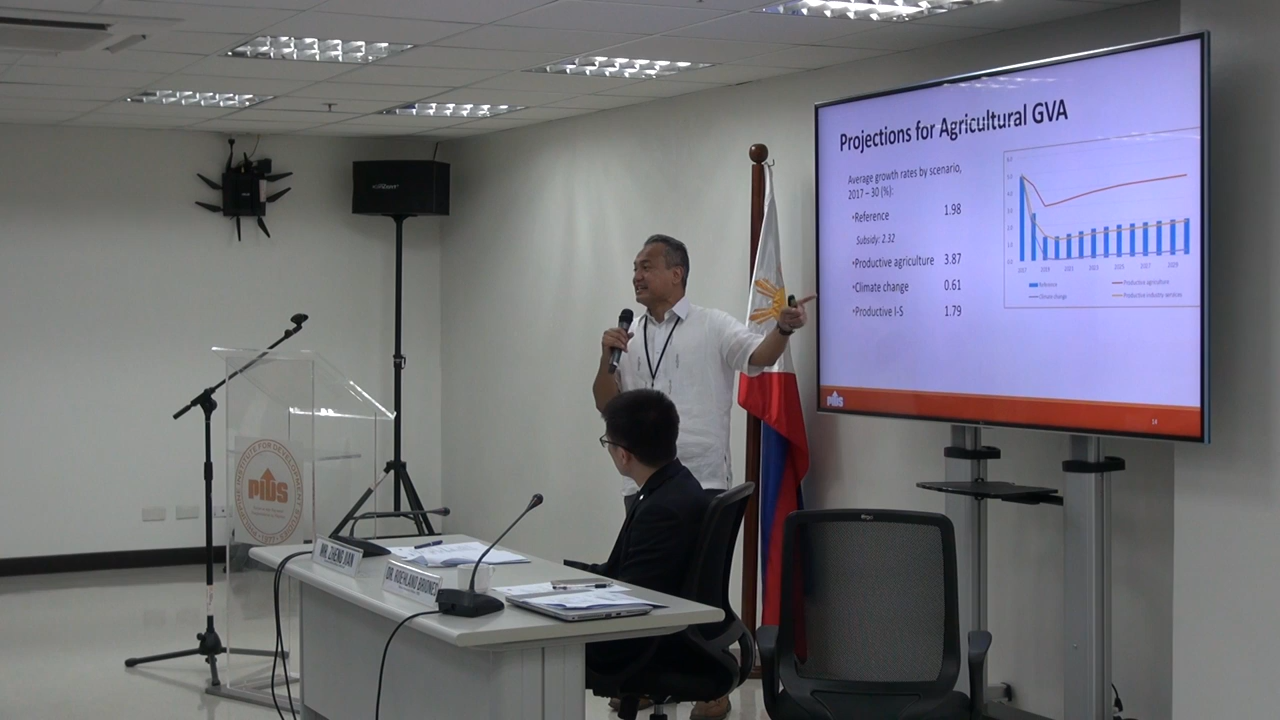 Projections for Agricultural GVA
Average growth rates by scenario,
2017 – 30 (%):
•Reference 1.98
Subsidy: 2.32
•Productive agriculture 3.87
•Climate change 0.61
•Productive I-S 1.79
Reference
Productive agriculture
Climate change
Productive industry services
PIDS
14
PIDS
MR. ZHENG JIAN
DR. ROEHLANO BRIONES